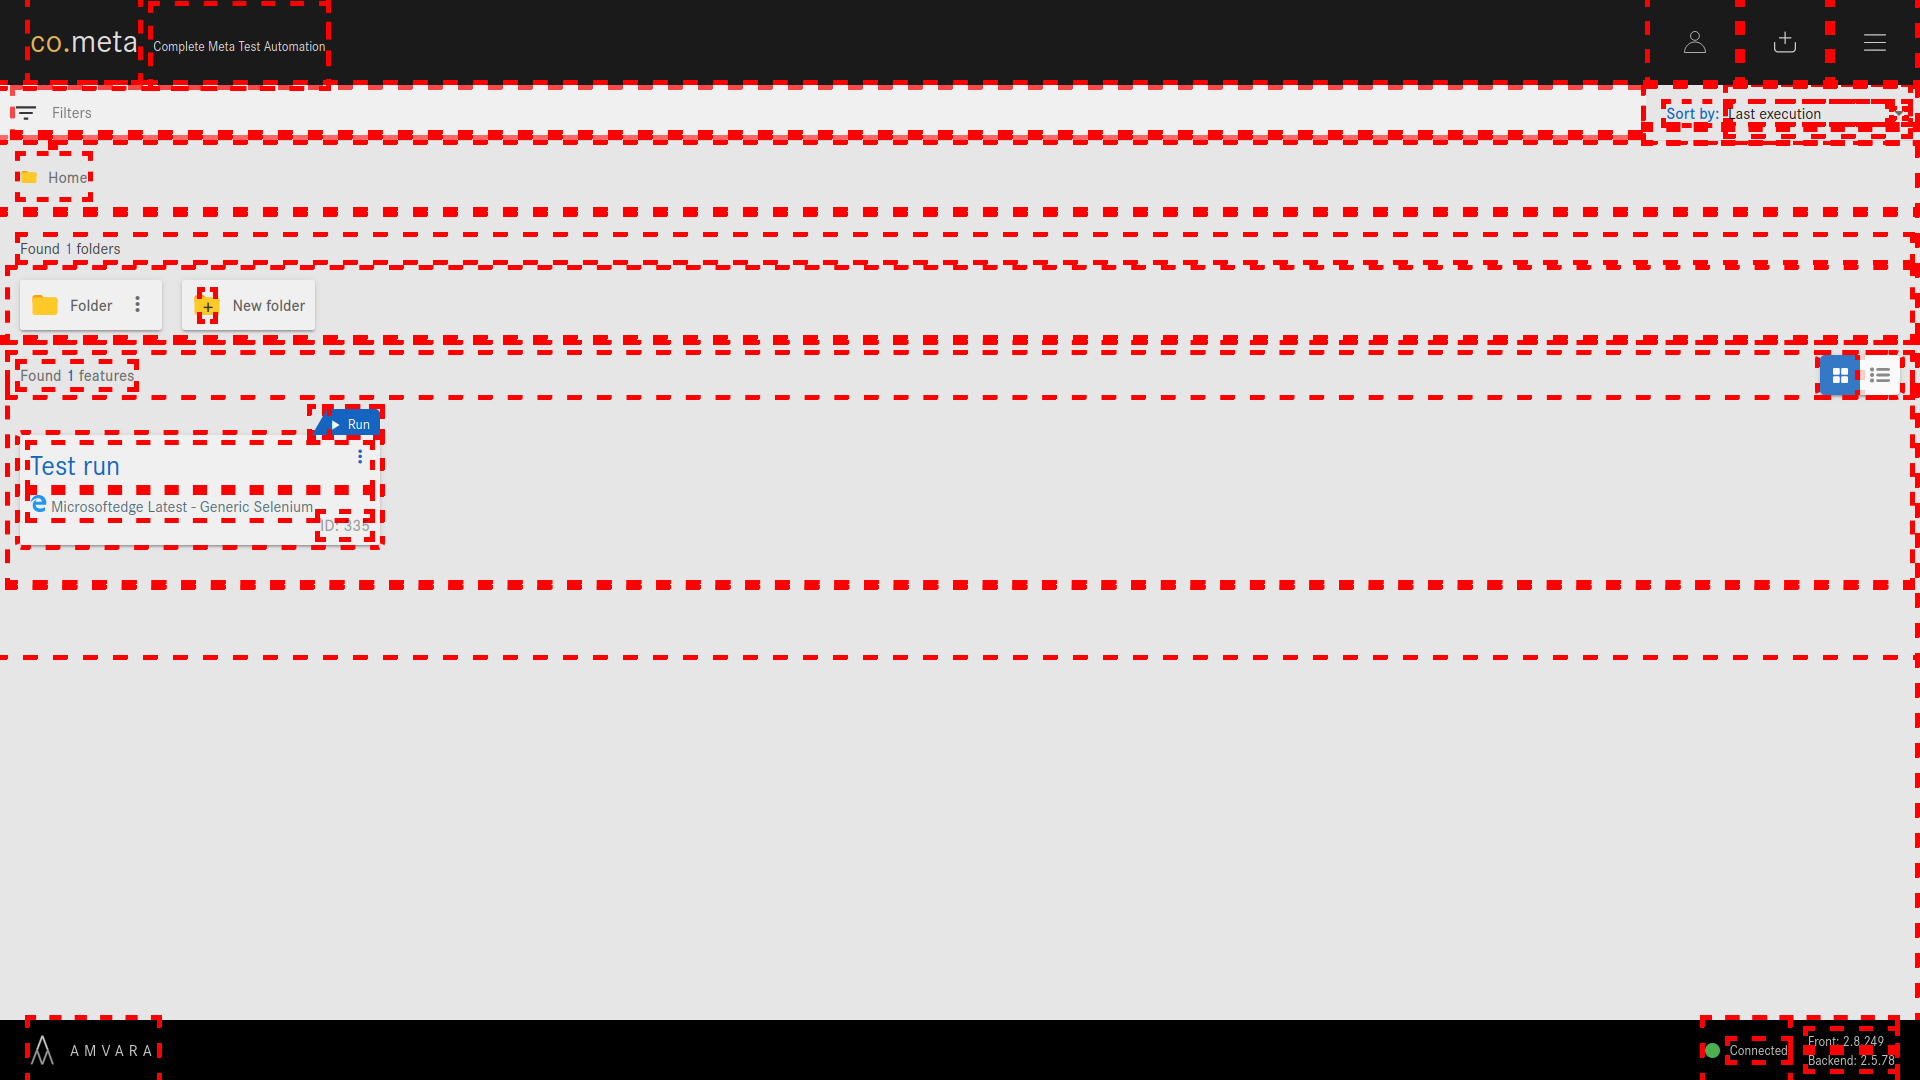 co.meta Complete Meta Test Automation
Filters
Sort by: Last execution
Home
Found 1 folders
Folder
New folder
Found 1 features
Run
Test run
Microsoftedge Latest - Generic Selenium
ID: 335
AMVARA
Connected
Front: 2.8.249
Backend: 2.5.78